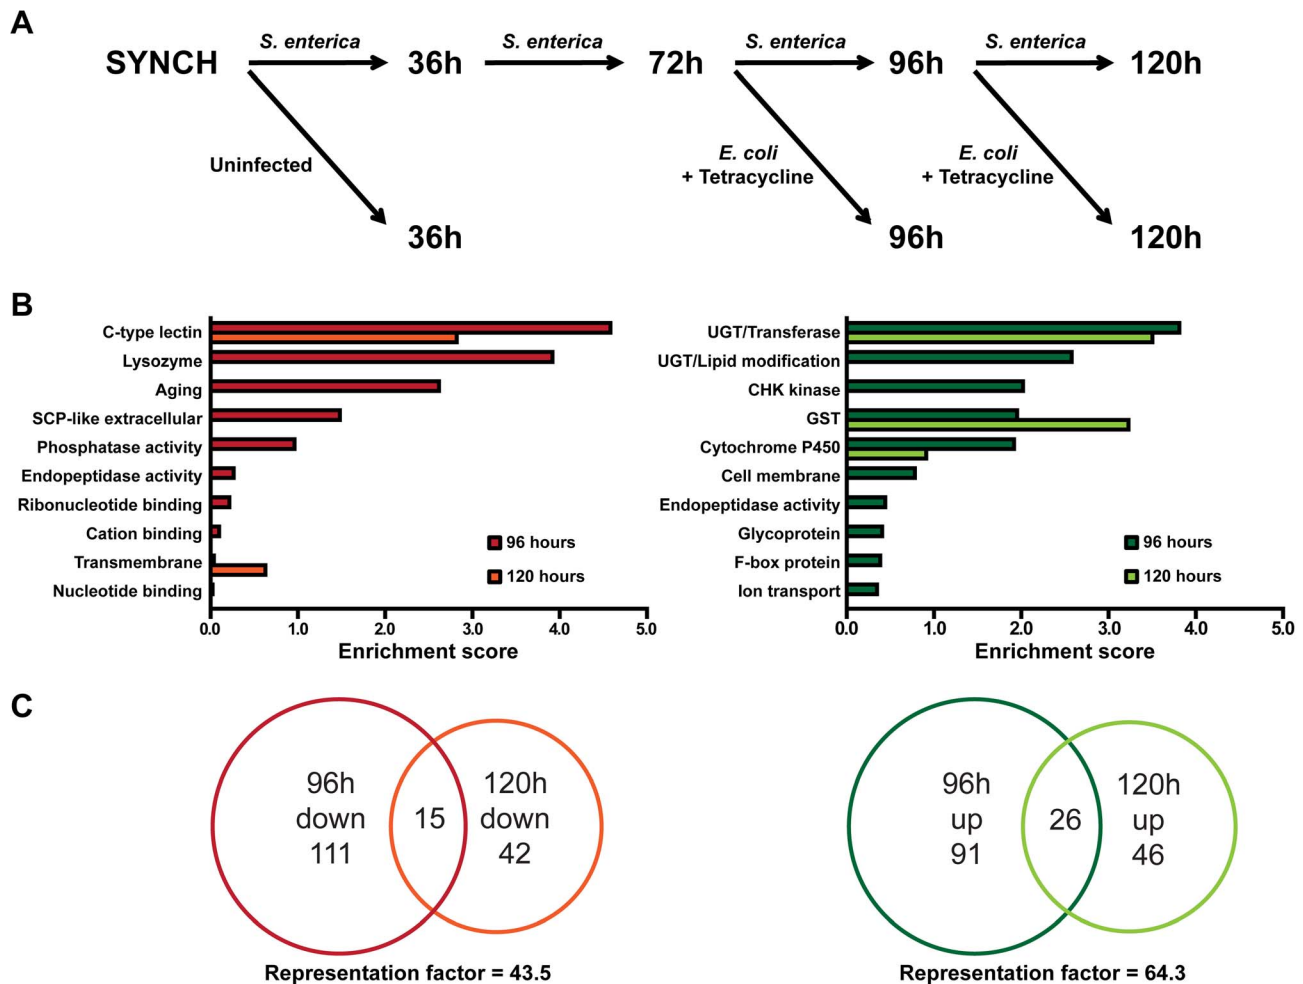 A
SYNCH
S. enterica
36h
S. enterica
72h
S. enterica
96h
S. enterica
120h
Uninfected
E. coli
+ Tetracycline
E. coli
+ Tetracycline
36h
96h
120h
B
C-type lectin
Lysozyme
Aging
SCP-like extracellular
Phosphatase activity
Endopeptidase activity
Ribonucleotide binding
Cation binding
Transmembrane
Nucleotide binding
96 hours
120 hours
0.0 1.0 2.0 3.0 4.0 5.0
Enrichment score
UGT/Transferase
UGT/Lipid modification
CHK kinase
GST
Cytochrome P450
Cell membrane
Endopeptidase activity
Glycoprotein
F-box protein
Ion transport
96 hours
120 hours
0.0 1.0 2.0 3.0 4.0 5.0
Enrichment score
C
96h
down
111
15
120h
down
42
Representation factor = 43.5
96h
up
91
26
120h
up
46
Representation factor = 64.3